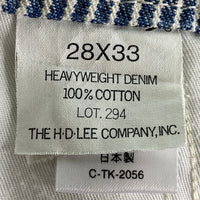 28X33
HEAVYWEIGHT DENIM
100% COTTON
LOT. 294
THE H·D·LEE COMPANY, INC.
日本製
C-TK-2056